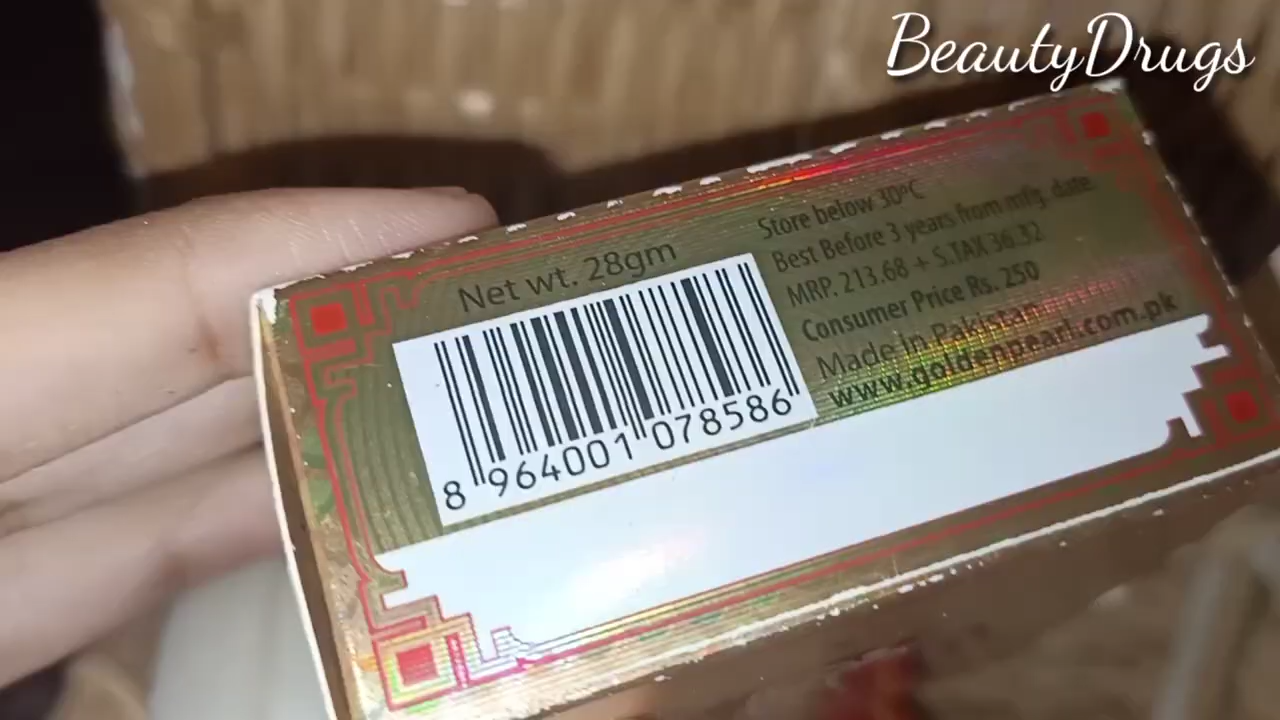 BeautyDrugs
Net wt. 28gm
8 964001 078586
Store below 30ºC
Best Before 3 years from mfg. date.
MRP. 213.68 + S.TAX 36.32
Consumer Price Rs. 250
Made in Pakistan
www.goldenpearl.com.pk